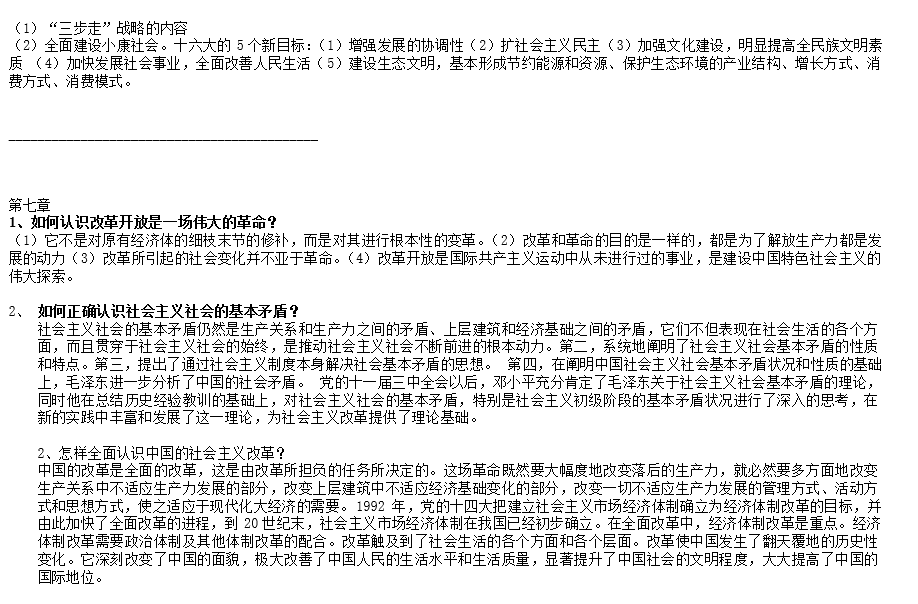 （1）“三步走”战略的内容
（2）全面建设小康社会。十六大的 5 个新目标：（1）增强发展的协调性（2）扩社会主义民主（3）加强文化建设，明显提高全民族文明素
质 （4）加快发展社会事业，全面改善人民生活（5）建设生态文明，基本形成节约能源和资源、保护生态环境的产业结构、增长方式、消
费方式、消费模式。
___________________________________________
第七章
1、如何认识改革开放是一场伟大的革命？
（1）它不是对原有经济体的细枝末节的修补，而是对其进行根本性的变革。（2）改革和革命的目的是一样的，都是为了解放生产力都是发
展的动力（3）改革所引起的社会变化并不亚于革命。（4）改革开放是国际共产主义运动中从未进行过的事业，是建设中国特色社会主义的
伟大探索。
2、 如何正确认识社会主义社会的基本矛盾？
社会主义社会的基本矛盾仍然是生产关系和生产力之间的矛盾、上层建筑和经济基础之间的矛盾，它们不但表现在社会生活的各个方
面，而且贯穿于社会主义社会的始终，是推动社会主义社会不断前进的根本动力。第二，系统地阐明了社会主义社会基本矛盾的性质
和特点。第三，提出了通过社会主义制度本身解决社会基本矛盾的思想。 第四，在阐明中国社会主义社会基本矛盾状况和性质的基础
上，毛泽东进一步分析了中国的社会矛盾。 党的十一届三中全会以后，邓小平充分肯定了毛泽东关于社会主义社会基本矛盾的理论，
同时他在总结历史经验教训的基础上，对社会主义社会的基本矛盾，特别是社会主义初级阶段的基本矛盾状况进行了深入的思考，在
新的实践中丰富和发展了这一理论，为社会主义改革提供了理论基础。
2、怎样全面认识中国的社会主义改革？
中国的改革是全面的改革，这是由改革所担负的任务所决定的。这场革命既然要大幅度地改变落后的生产力，就必然要多方面地改变
生产关系中不适应生产力发展的部分，改变上层建筑中不适应经济基础变化的部分，改变一切不适应生产力发展的管理方式、活动方
式和思想方式，使之适应于现代化大经济的需要。1992 年，党的十四大把建立社会主义市场经济体制确立为经济体制改革的目标，并
由此加快了全面改革的进程，到 20 世纪末，社会主义市场经济体制在我国已经初步确立。在全面改革中，经济体制改革是重点。经济
体制改革需要政治体制及其他体制改革的配合。改革触及到了社会生活的各个方面和各个层面。改革使中国发生了翻天覆地的历史性
变化。它深刻改变了中国的面貌，极大改善了中国人民的生活水平和生活质量，显著提升了中国社会的文明程度，大大提高了中国的
国际地位。